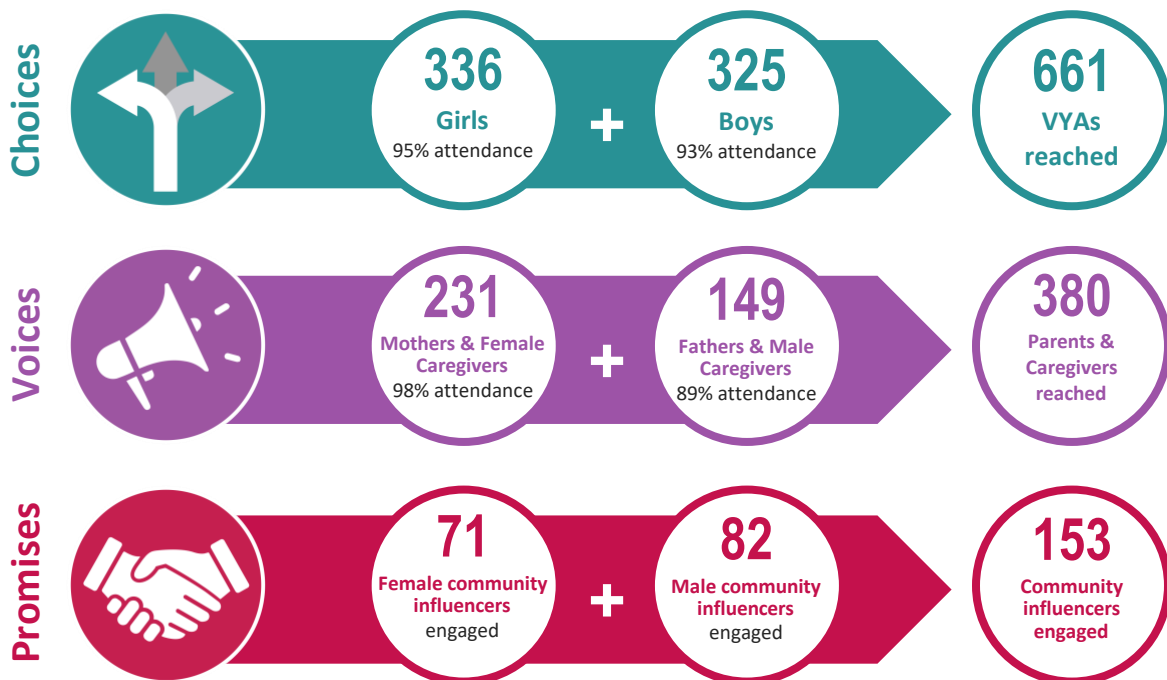 Choices
336
Girls
95% attendance
+
325
Boys
93% attendance
661
VYAs
reached
Voices
231
Mothers & Female
Caregivers
98% attendance
+
149
Fathers & Male
Caregivers
89% attendance
380
Parents &
Caregivers
reached
Promises
71
Female community
influencers
engaged
+
82
Male community
influencers
engaged
153
Community
influencers
engaged